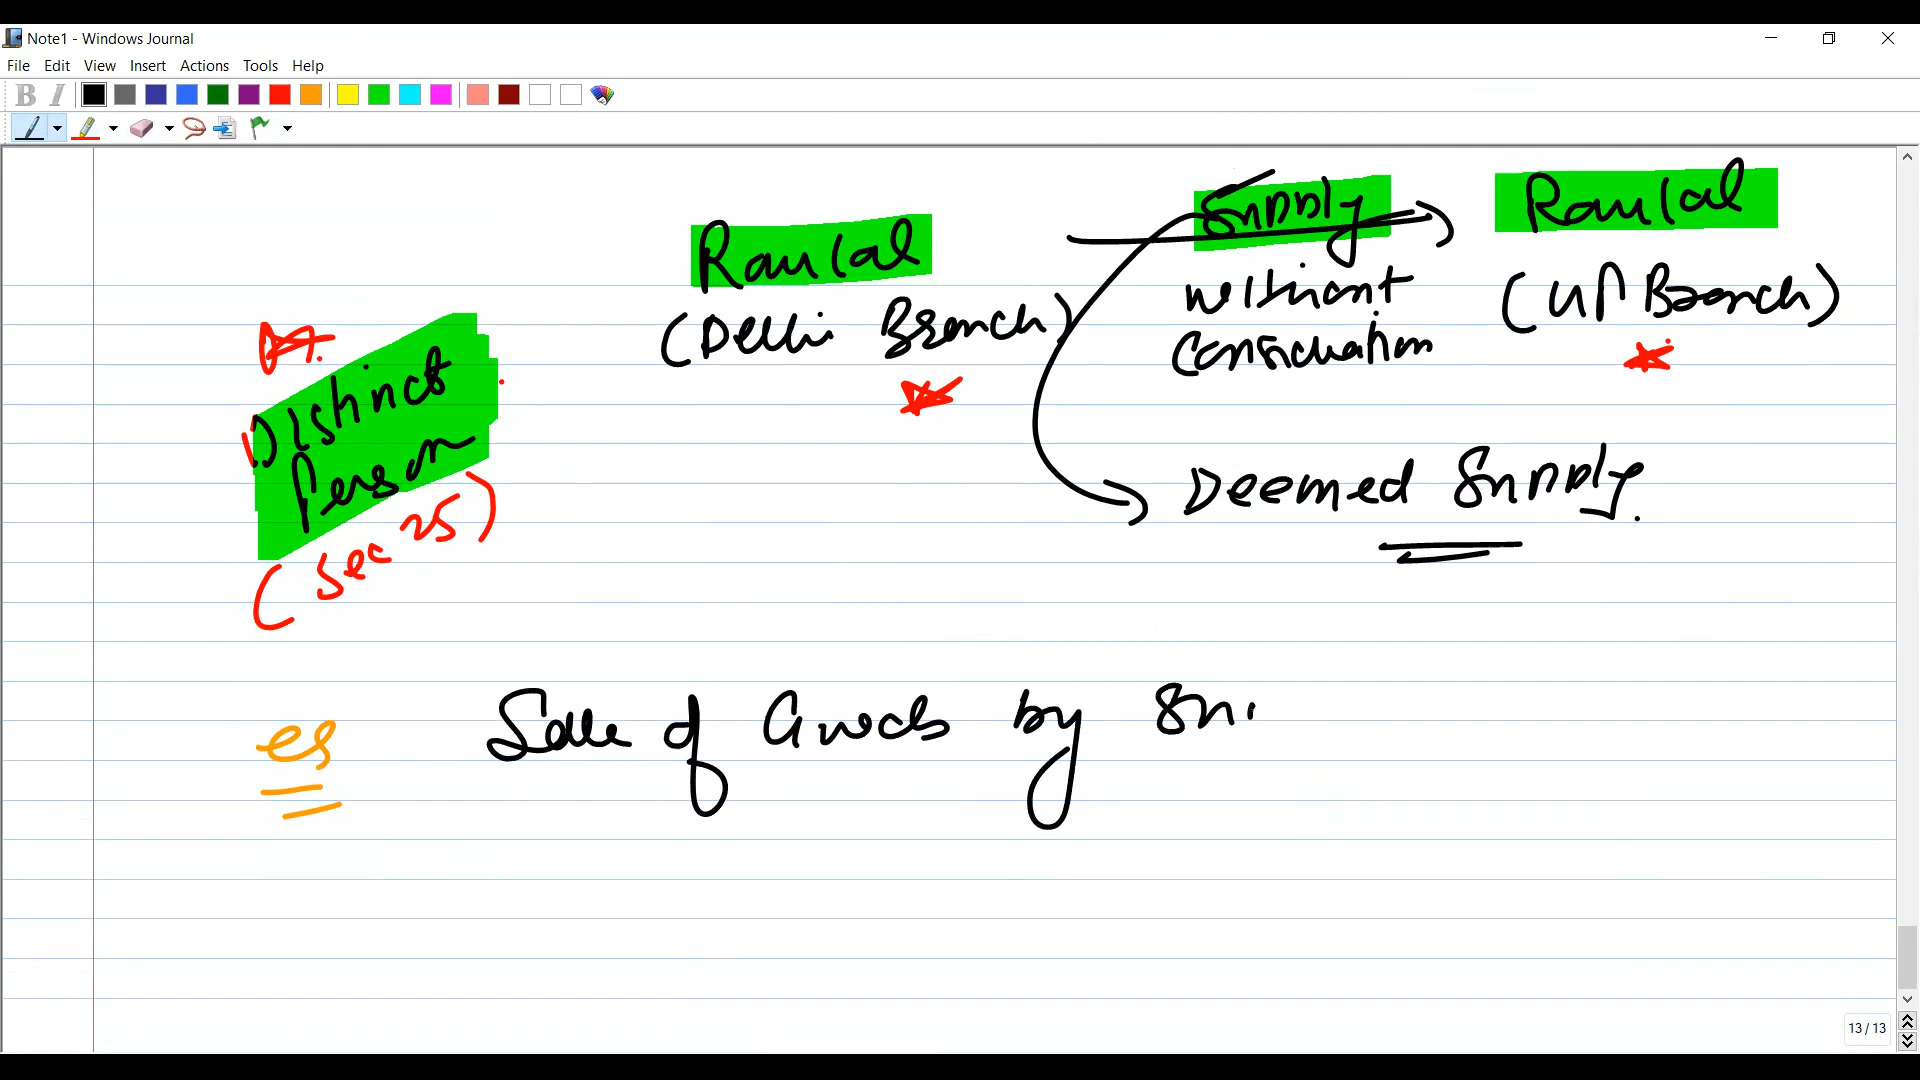 Note1 - Windows Journal
File Edit View Insert Actions Tools Help
B I
Supply
Ramlal
Ramlal
without
(UP Branch)
(Delhi Branch)
Consideration
Distinct
Person
Deemed Supply.
(Sec 25)
Sale of Goods by
eg
13 / 13